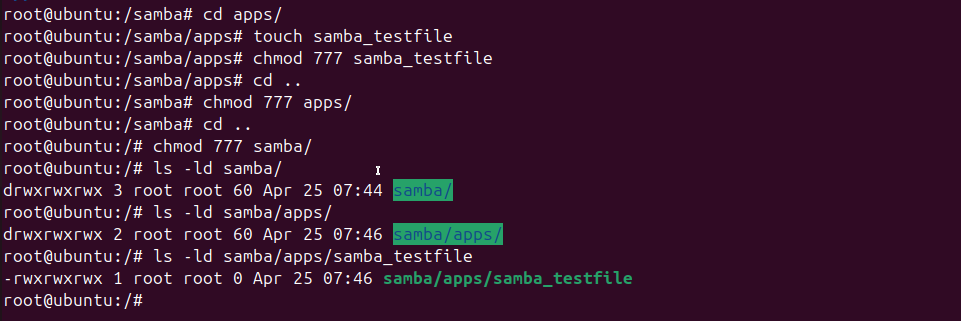 root@ubuntu:/samba# cd apps/
root@ubuntu:/samba/apps# touch samba_testfile
root@ubuntu:/samba/apps# chmod 777 samba_testfile
root@ubuntu:/samba/apps# cd ..
root@ubuntu:/samba# chmod 777 apps/
root@ubuntu:/samba# cd ..
root@ubuntu:/# chmod 777 samba/
root@ubuntu:/# ls -ld samba/
drwxrwxrwx 3 root root 60 Apr 25 07:44 samba/
root@ubuntu:/# ls -ld samba/apps/
drwxrwxrwx 2 root root 60 Apr 25 07:46 samba/apps/
root@ubuntu:/# ls -ld samba/apps/samba_testfile
-rwxrwxrwx 1 root root 0 Apr 25 07:46 samba/apps/samba_testfile
root@ubuntu:/#